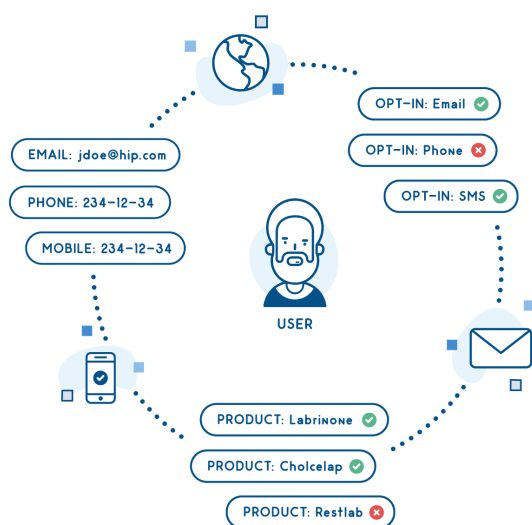 OPT-IN: Email
OPT-IN: Phone
OPT-IN: SMS
EMAIL: jdoe@hip.com
PHONE: 234-12-34
MOBILE: 234-12-34
USER
PRODUCT: Labrinone
PRODUCT: Cholcelap
PRODUCT: Restlab